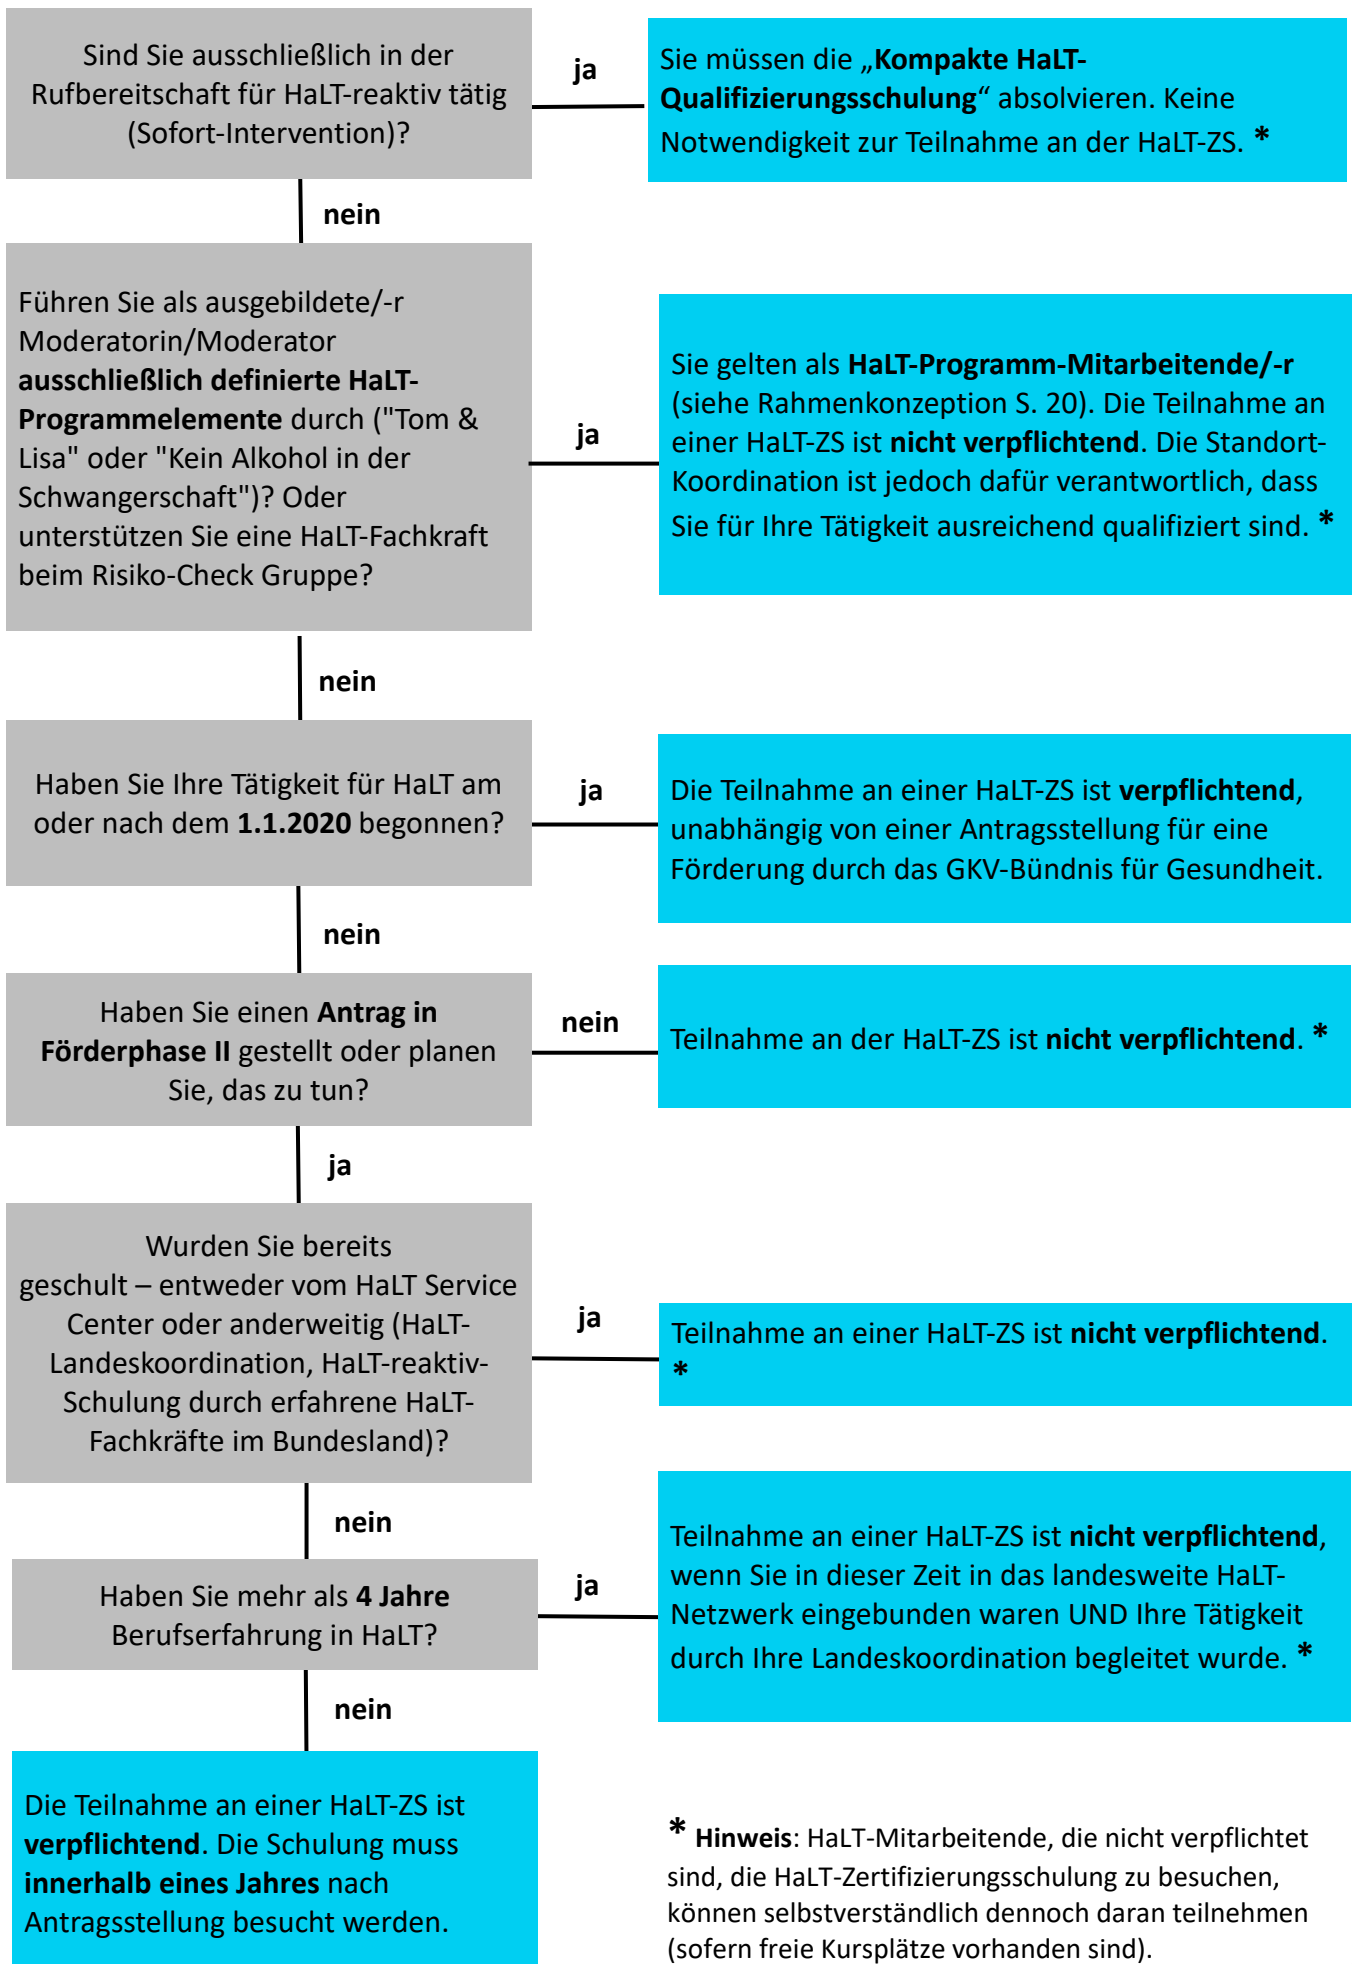 Sind Sie ausschließlich in der
Rufbereitschaft für HaLT-reaktiv tätig
(Sofort-Intervention)?
ja
Sie müssen die „Kompakte HaLT-
Qualifizierungsschulung“ absolvieren. Keine
Notwendigkeit zur Teilnahme an der HaLT-ZS. *
nein
Führen Sie als ausgebildete/-r
Moderatorin/Moderator
ausschließlich definierte HaLT-
Programmelemente durch ("Tom &
Lisa" oder "Kein Alkohol in der
Schwangerschaft")? Oder
unterstützen Sie eine HaLT-Fachkraft
beim Risiko-Check Gruppe?
ja
Sie gelten als HaLT-Programm-Mitarbeitende/-r
(siehe Rahmenkonzeption S. 20). Die Teilnahme an
einer HaLT-ZS ist nicht verpflichtend. Die Standort-
Koordination ist jedoch dafür verantwortlich, dass
Sie für Ihre Tätigkeit ausreichend qualifiziert sind. *
nein
Haben Sie Ihre Tätigkeit für HaLT am
oder nach dem 1.1.2020 begonnen?
ja
Die Teilnahme an einer HaLT-ZS ist verpflichtend,
unabhängig von einer Antragsstellung für eine
Förderung durch das GKV-Bündnis für Gesundheit.
nein
Haben Sie einen Antrag in
Förderphase II gestellt oder planen
Sie, das zu tun?
nein
Teilnahme an der HaLT-ZS ist nicht verpflichtend. *
ja
Wurden Sie bereits
geschult – entweder vom HaLT Service
Center oder anderweitig (HaLT-
Landeskoordination, HaLT-reaktiv-
Schulung durch erfahrene HaLT-
Fachkräfte im Bundesland)?
ja
Teilnahme an einer HaLT-ZS ist nicht verpflichtend.
*
nein
Haben Sie mehr als 4 Jahre
Berufserfahrung in HaLT?
ja
Teilnahme an einer HaLT-ZS ist nicht verpflichtend,
wenn Sie in dieser Zeit in das landesweite HaLT-
Netzwerk eingebunden waren UND Ihre Tätigkeit
durch Ihre Landeskoordination begleitet wurde. *
nein
Die Teilnahme an einer HaLT-ZS ist
verpflichtend. Die Schulung muss
innerhalb eines Jahres nach
Antragsstellung besucht werden.
* Hinweis: HaLT-Mitarbeitende, die nicht verpflichtet
sind, die HaLT-Zertifizierungsschulung zu besuchen,
können selbstverständlich dennoch daran teilnehmen
(sofern freie Kursplätze vorhanden sind).